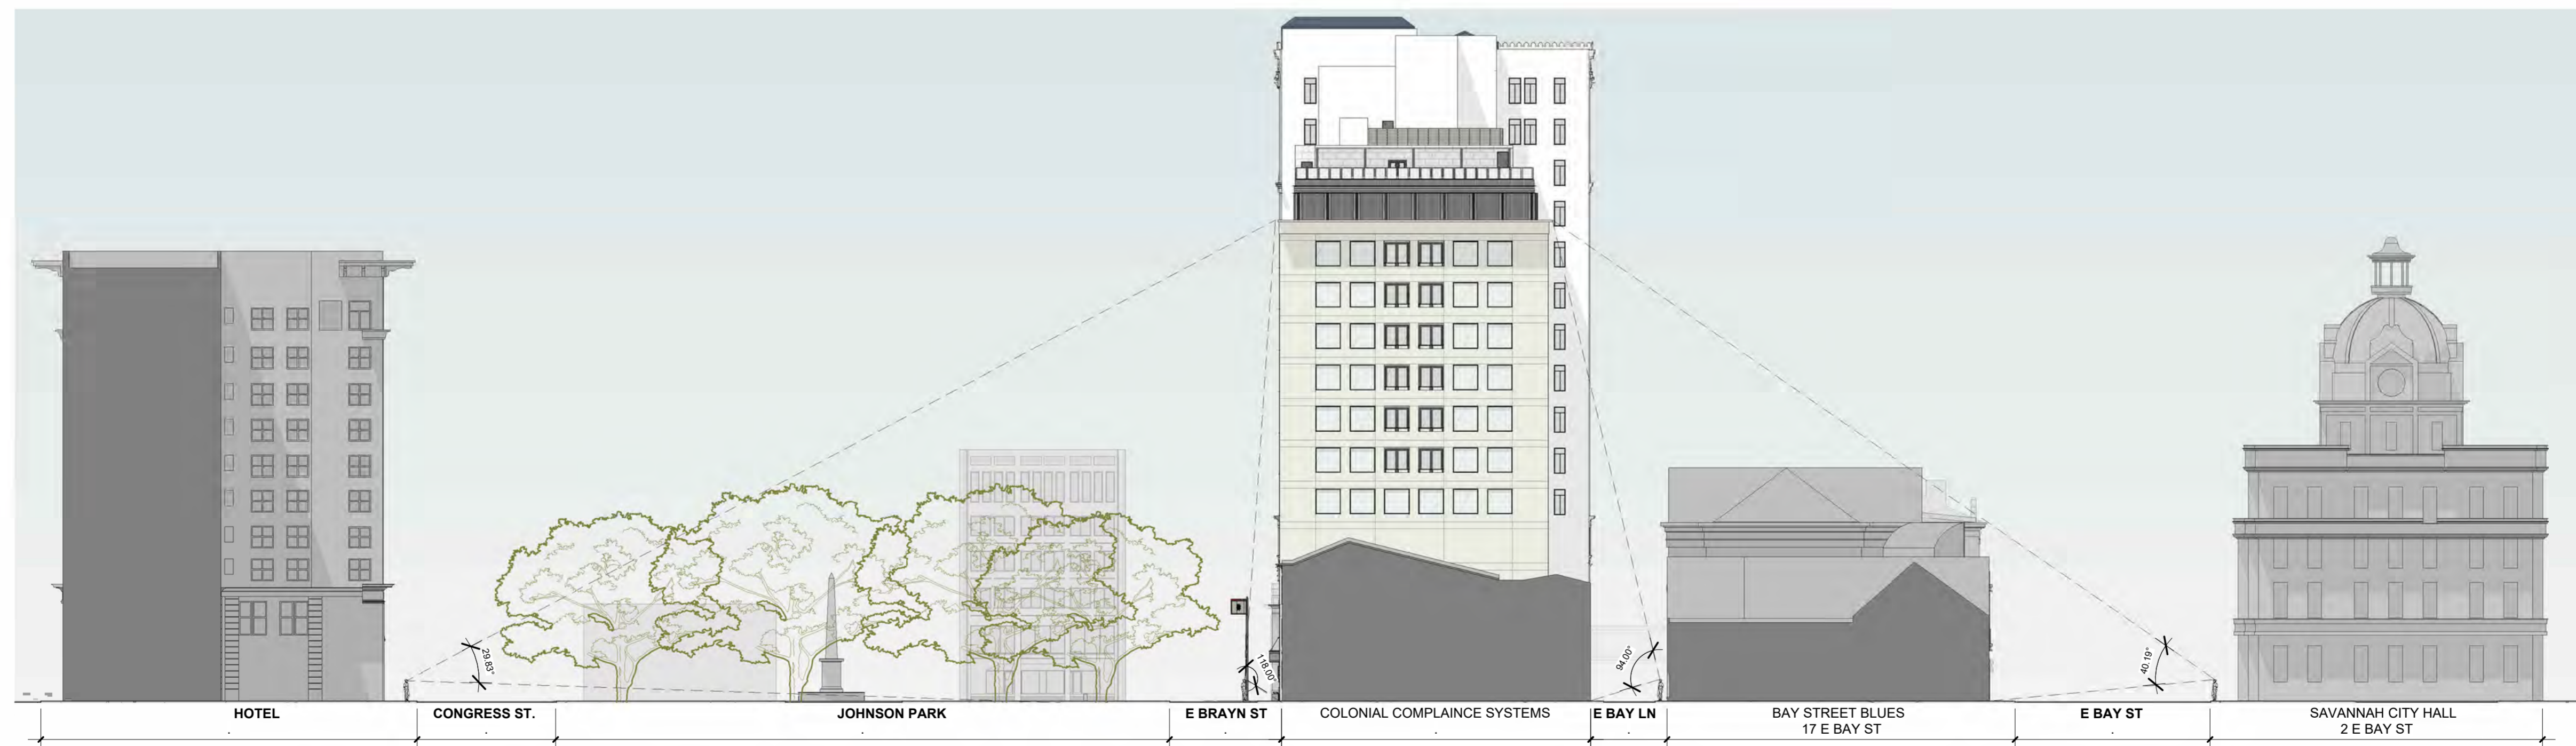 29.83°
118.00°
94.00°
40.19°
HOTEL
CONGRESS ST.
JOHNSON PARK
E BRAYN ST
COLONIAL COMPLAINCE SYSTEMS
E BAY LN
BAY STREET BLUES
17 E BAY ST
E BAY ST
SAVANNAH CITY HALL
2 E BAY ST